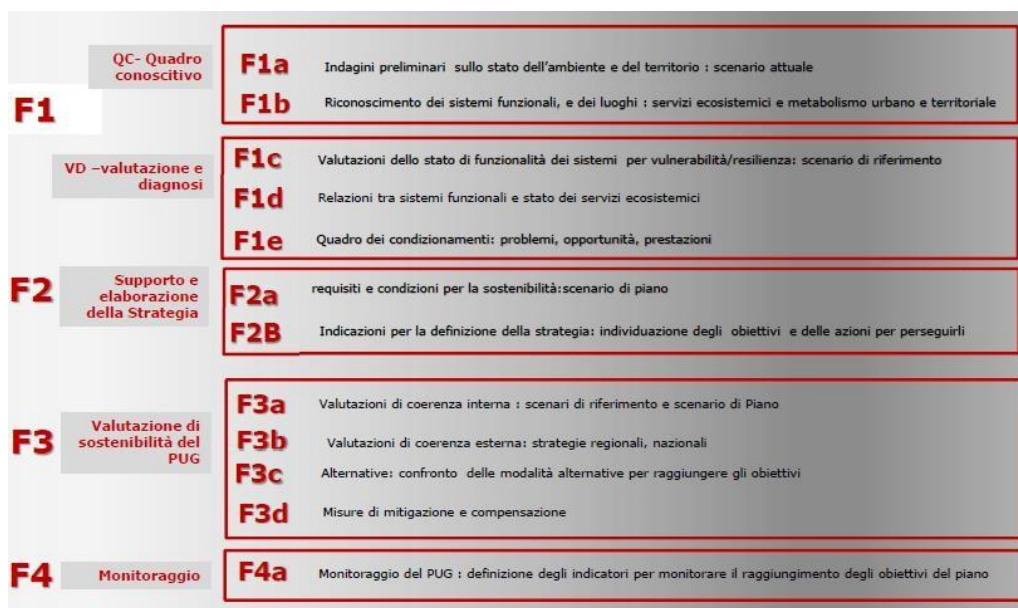 QC- Quadro
conoscitivo
F1
F1a Indagini preliminari sullo stato dell'ambiente e del territorio : scenario attuale
F1b Riconoscimento dei sistemi funzionali, e dei luoghi : servizi ecosistemici e metabolismo urbano e territoriale
VD –valutazione e
diagnosi
F1c Valutazioni dello stato di funzionalità dei sistemi per vulnerabilità/resilienza: scenario di riferimento
F1d Relazioni tra sistemi funzionali e stato dei servizi ecosistemici
F1e Quadro dei condizionamenti: problemi, opportunità, prestazioni
F2
Supporto e
elaborazione
della Strategia
F2a requisiti e condizioni per la sostenibilità:scenario di piano
F2B Indicazioni per la definizione della strategia: individuazione degli obiettivi e delle azioni per perseguirli
F3
Valutazione di
sostenibilità del
PUG
F3a Valutazioni di coerenza interna : scenari di riferimento e scenario di Piano
F3b Valutazioni di coerenza esterna: strategie regionali, nazionali
F3c Alternative: confronto delle modalità alternative per raggiungere gli obiettivi
F3d Misure di mitigazione e compensazione
F4
Monitoraggio
F4a Monitoraggio del PUG : definizione degli indicatori per monitorare il raggiungimento degli obiettivi del piano